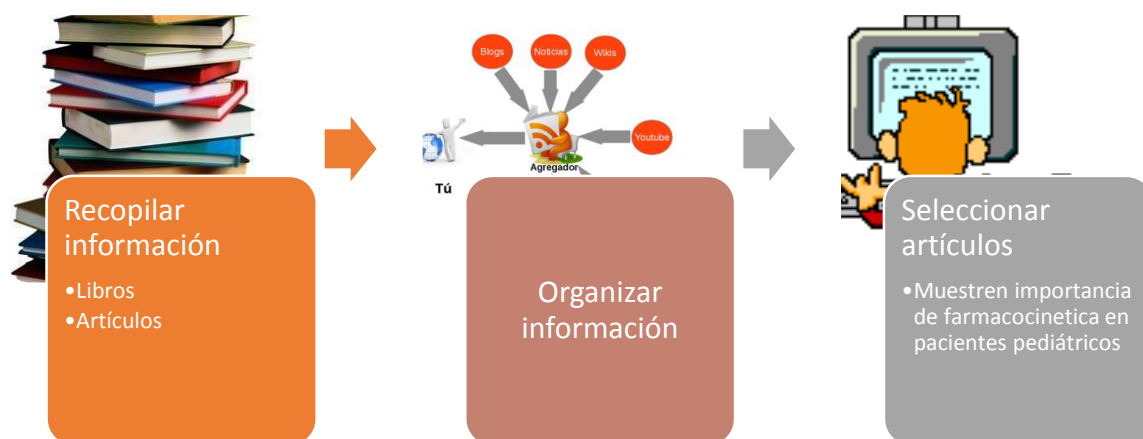 Blogs
Noticias
Wikis
Youtube
Agregador
Tú
Recopilar
información
•Libros
•Artículos
Organizar
información
Seleccionar
artículos
•Muestren importancia
de farmacocinetica en
pacientes pediátricos